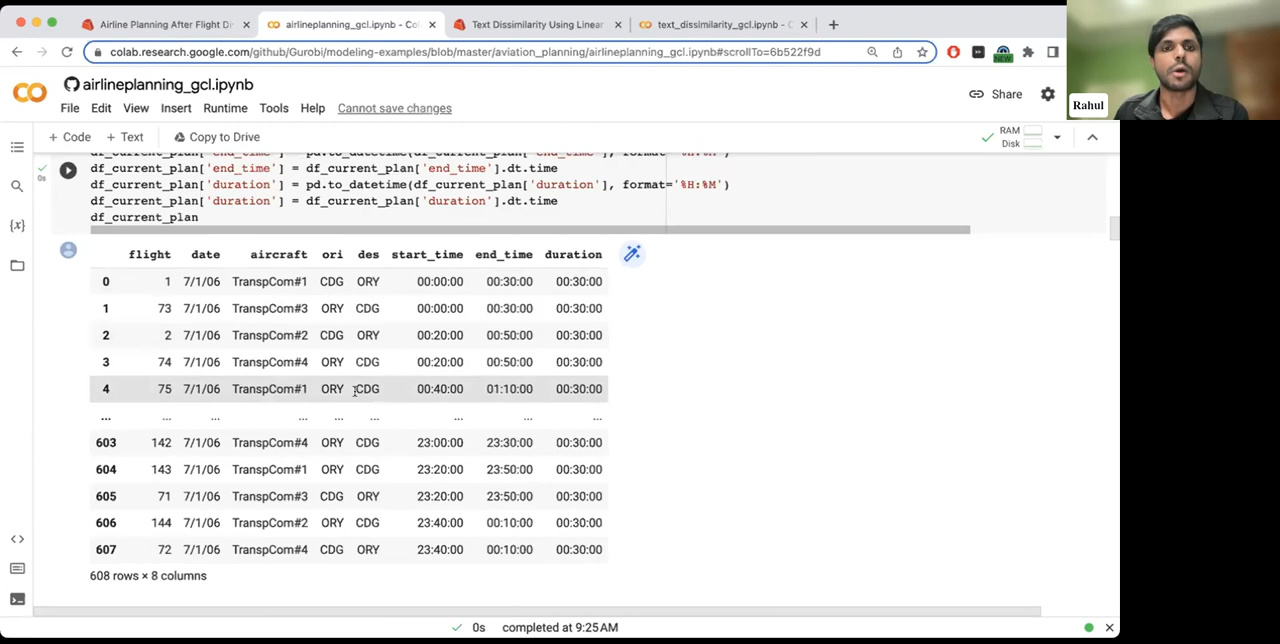 Airline Planning After Flight Di
airlineplanning_gcl.ipynb - Co
Text Dissimilarity Using Linear
text_dissimilarity_gcl.ipynb - C
colab.research.google.com/github/Gurobi/modeling-examples/blob/master/aviation_planning/airlineplanning_gcl.ipynb#scrollTo=6b522f9d
NEW
airlineplanning_gcl.ipynb
File Edit View Insert Runtime Tools Help Cannot save changes
Share
Rahul
+ Code + Text Copy to Drive
RAM
Disk
df_current_plan['end_time'] = pd.to_datetime(df_current_plan['end_time'], format='%H:%M')
df_current_plan['end_time'] = df_current_plan['end_time'].dt.time
df_current_plan['duration'] = pd.to_datetime(df_current_plan['duration'], format='%H:%M')
df_current_plan['duration'] = df_current_plan['duration'].dt.time
df_current_plan
0s
flight date aircraft ori des start_time end_time duration
0 1 7/1/06 TranspCom#1 CDG ORY 00:00:00 00:30:00 00:30:00
1 73 7/1/06 TranspCom#3 ORY CDG 00:00:00 00:30:00 00:30:00
2 2 7/1/06 TranspCom#2 CDG ORY 00:20:00 00:50:00 00:30:00
3 74 7/1/06 TranspCom#4 ORY CDG 00:20:00 00:50:00 00:30:00
4 75 7/1/06 TranspCom#1 ORY CDG 00:40:00 01:10:00 00:30:00
... ... ... ... ... ... ... ... ...
603 142 7/1/06 TranspCom#4 ORY CDG 23:00:00 23:30:00 00:30:00
604 143 7/1/06 TranspCom#1 ORY CDG 23:20:00 23:50:00 00:30:00
605 71 7/1/06 TranspCom#3 CDG ORY 23:20:00 23:50:00 00:30:00
606 144 7/1/06 TranspCom#2 ORY CDG 23:40:00 00:10:00 00:30:00
607 72 7/1/06 TranspCom#4 CDG ORY 23:40:00 00:10:00 00:30:00
608 rows × 8 columns
0s completed at 9:25 AM